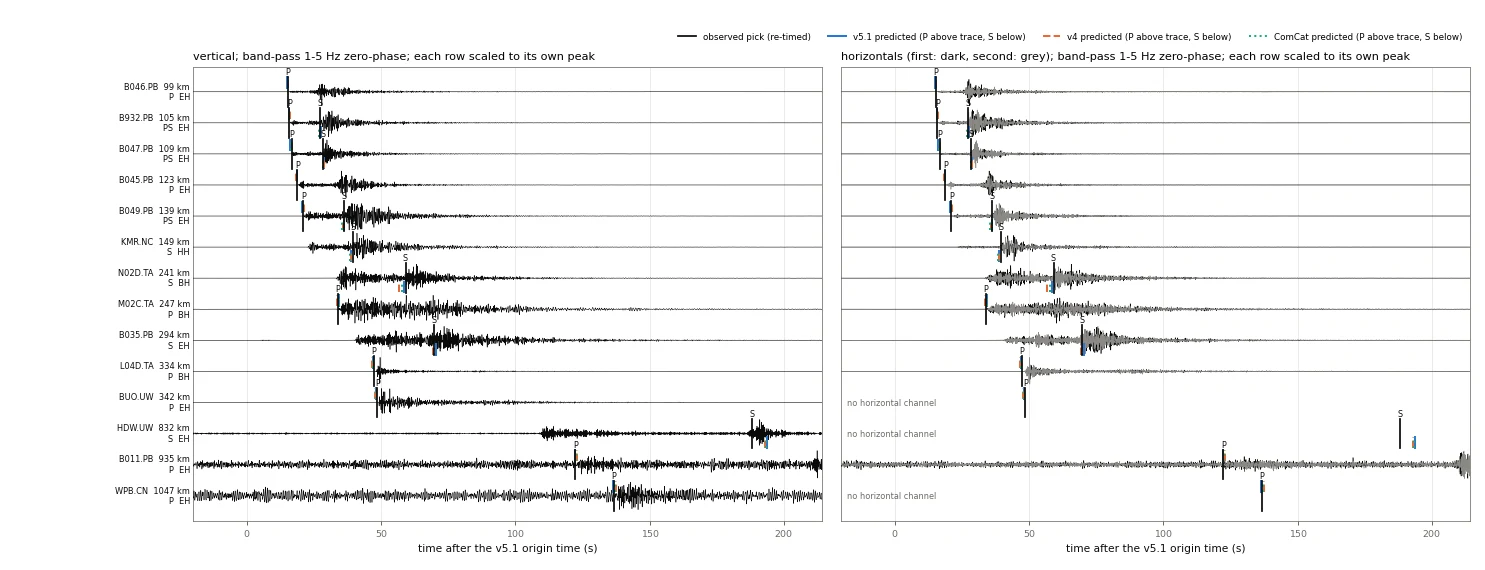 observed pick (re-timed)
v5.1 predicted (P above trace, S below)
v4 predicted (P above trace, S below)
ComCat predicted (P above trace, S below)
vertical; band-pass 1-5 Hz zero-phase; each row scaled to its own peak
horizontals (first: dark, second: grey); band-pass 1-5 Hz zero-phase; each row scaled to its own peak
B046.PB 99 km
P EH
B932.PB 105 km
PS EH
B047.PB 109 km
PS EH
B045.PB 123 km
P EH
B049.PB 139 km
PS EH
KMR.NC 149 km
S HH
N02D.TA 241 km
S BH
M02C.TA 247 km
P BH
B035.PB 294 km
S EH
L04D.TA 334 km
P BH
BUO.UW 342 km
P EH
HDW.UW 832 km
S EH
B011.PB 935 km
P EH
WPB.CN 1047 km
P EH
P
P
S
P
S
P
P
S
S
S
P
S
P
P
S
P
P
P
P
S
P
S
P
P
S
S
S
P
S
P
P
S
P
P
no horizontal channel
no horizontal channel
no horizontal channel
0
50
100
150
200
time after the v5.1 origin time (s)
0
50
100
150
200
time after the v5.1 origin time (s)